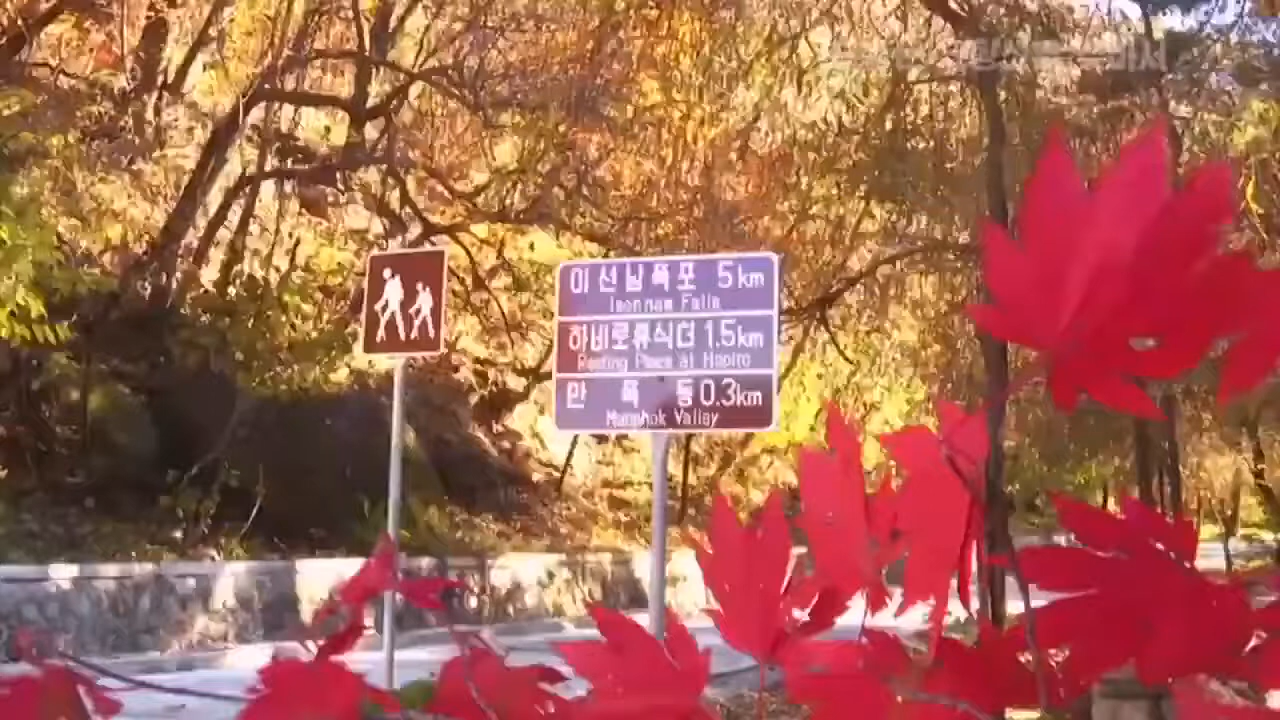 이선남폭포 5km
Isonnam Falls
하비로휴식터 1.5km
Resting Place at Habiro
만 폭 동 0.3km
Manphok Valley